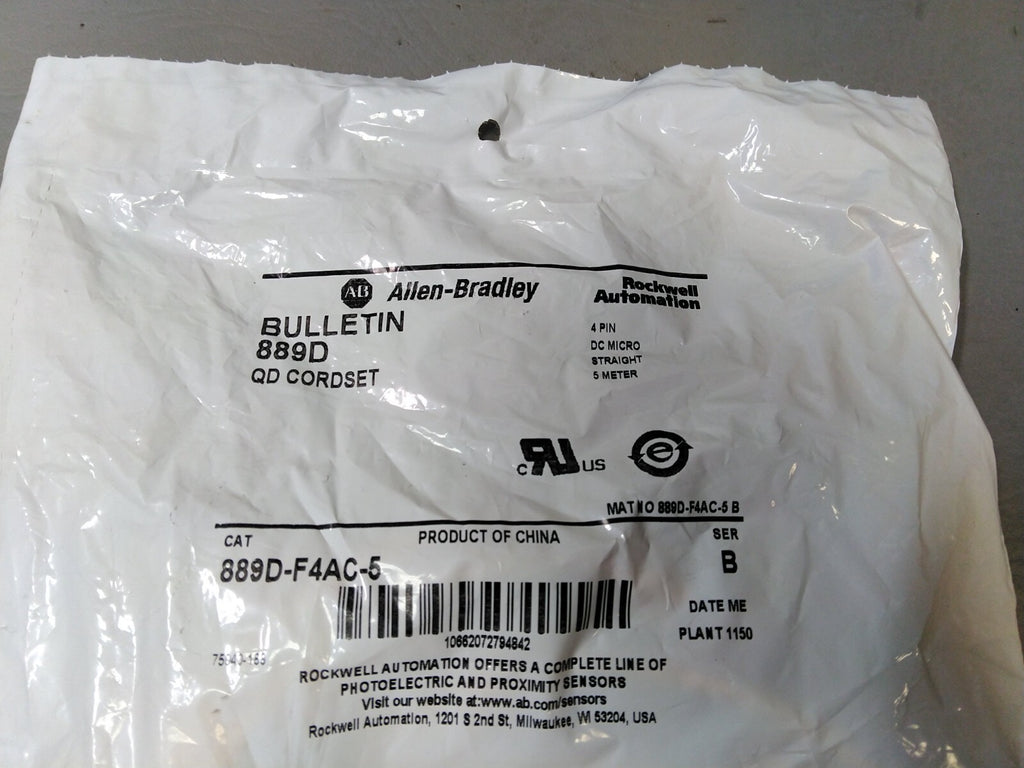 AB Allen-Bradley
Rockwell
Automation
BULLETIN
889D
QD CORDSET
4 PIN
DC MICRO
STRAIGHT
5 METER
c RU US e
MAT NO 889D-F4AC-5 B
CAT PRODUCT OF CHINA SER
889D-F4AC-5 B
10662072794842
DATE ME
PLANT 1150
ROCKWELL AUTOMATION OFFERS A COMPLETE LINE OF
PHOTOELECTRIC AND PROXIMITY SENSORS
Visit our website at:www.ab.com/sensors
Rockwell Automation, 1201 S 2nd St, Milwaukee, WI 53204, USA